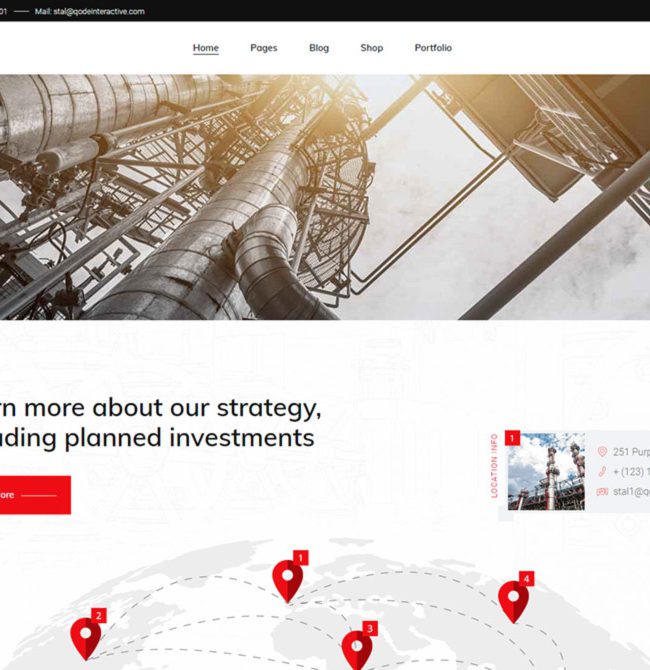 01 Mail: stal@qodeinteractive.com
Home Pages Blog Shop Portfolio
rn more about our strategy,
uding planned investments
ore
LOCATION INFO
1
251 Purp
+ (123) 1
stal1@q
1
4
2
3